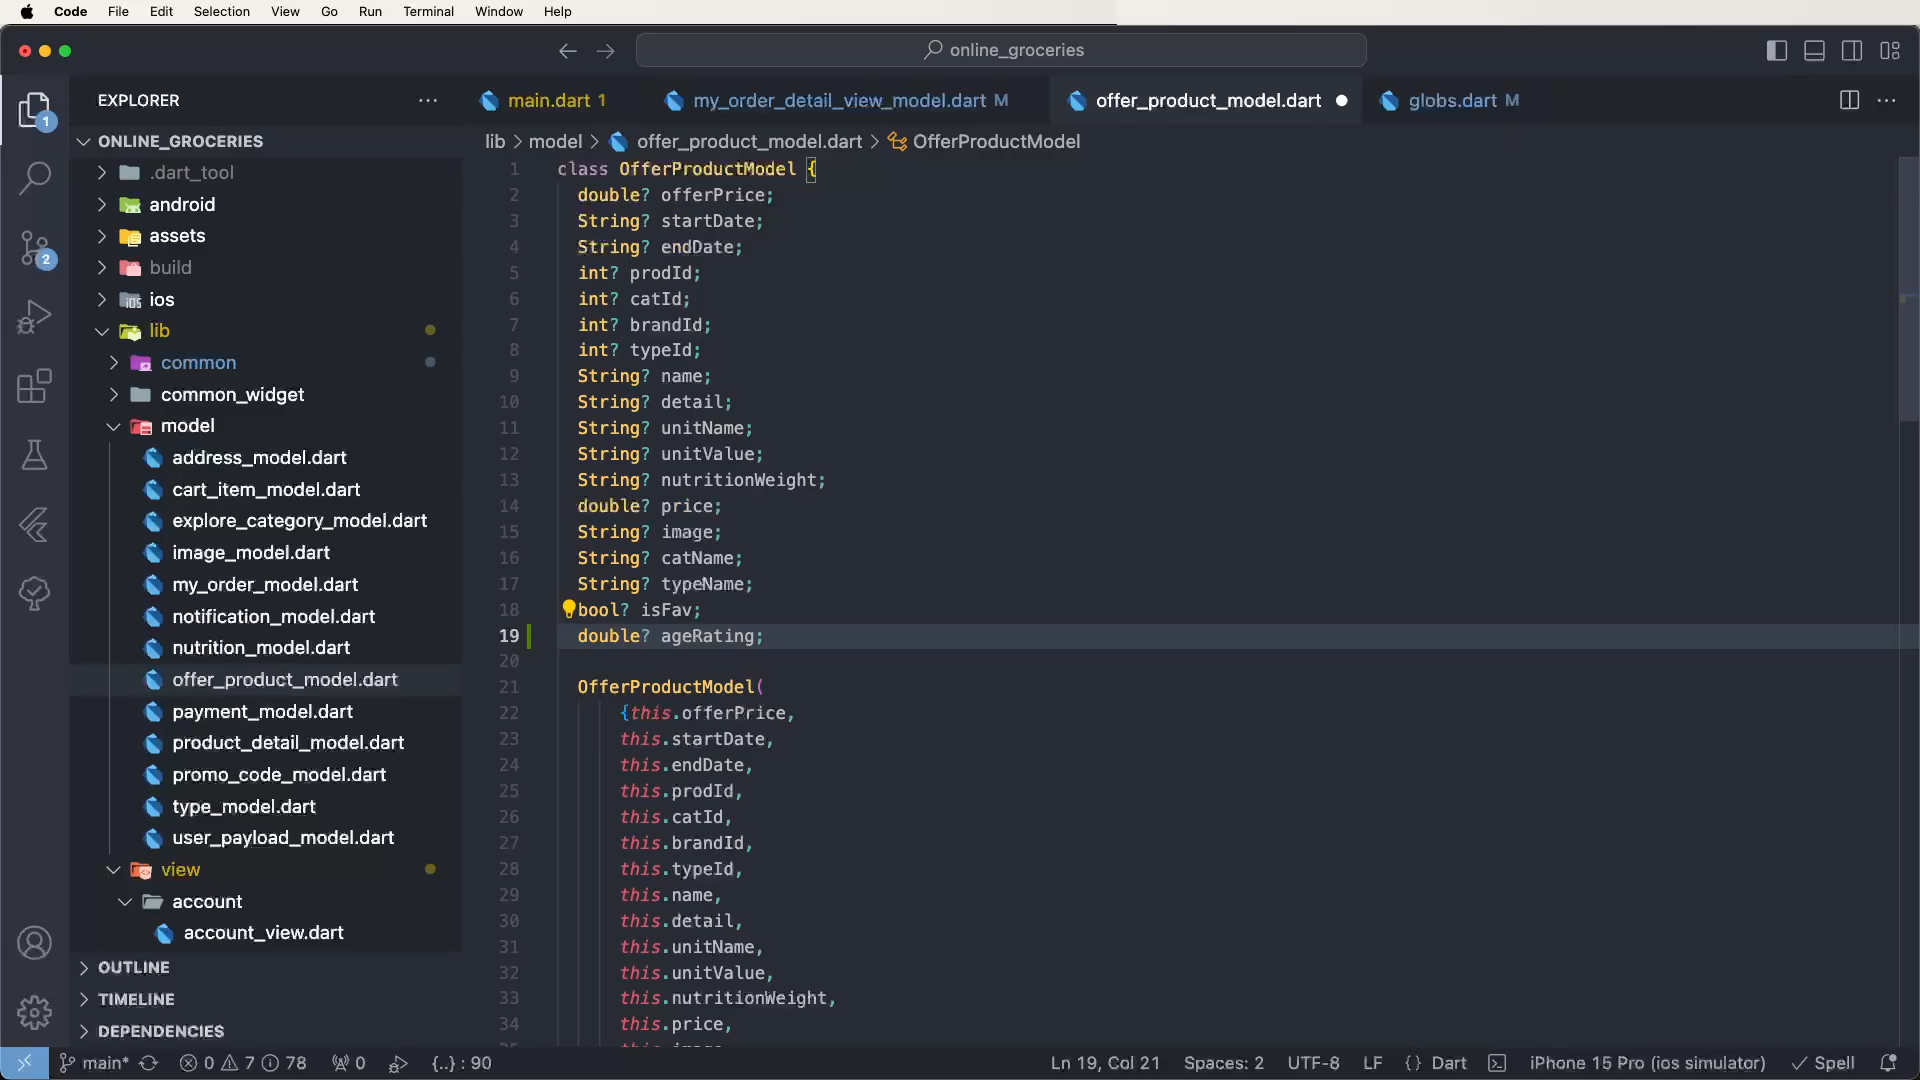 Code File Edit Selection View Go Run Terminal Window Help
online_groceries
EXPLORER
main.dart 1
my_order_detail_view_model.dart M
offer_product_model.dart
globs.dart M
ONLINE_GROCERIES
lib > model > offer_product_model.dart > OfferProductModel
.dart_tool
android
assets
build
ios
lib
common
common_widget
model
address_model.dart
cart_item_model.dart
explore_category_model.dart
image_model.dart
my_order_model.dart
notification_model.dart
nutrition_model.dart
offer_product_model.dart
payment_model.dart
product_detail_model.dart
promo_code_model.dart
type_model.dart
user_payload_model.dart
view
account
account_view.dart
OUTLINE
TIMELINE
DEPENDENCIES
1
2
1 class OfferProductModel {
2 double? offerPrice;
3 String? startDate;
4 String? endDate;
5 int? prodId;
6 int? catId;
7 int? brandId;
8 int? typeId;
9 String? name;
10 String? detail;
11 String? unitName;
12 String? unitValue;
13 String? nutritionWeight;
14 double? price;
15 String? image;
16 String? catName;
17 String? typeName;
18 bool? isFav;
19 double? ageRating;
20
21 OfferProductModel(
22 {this.offerPrice,
23 this.startDate,
24 this.endDate,
25 this.prodId,
26 this.catId,
27 this.brandId,
28 this.typeId,
29 this.name,
30 this.detail,
31 this.unitName,
32 this.unitValue,
33 this.nutritionWeight,
34 this.price,
main* 0 7 78 0 {..} : 90
Ln 19, Col 21 Spaces: 2 UTF-8 LF {} Dart iPhone 15 Pro (ios simulator) Spell